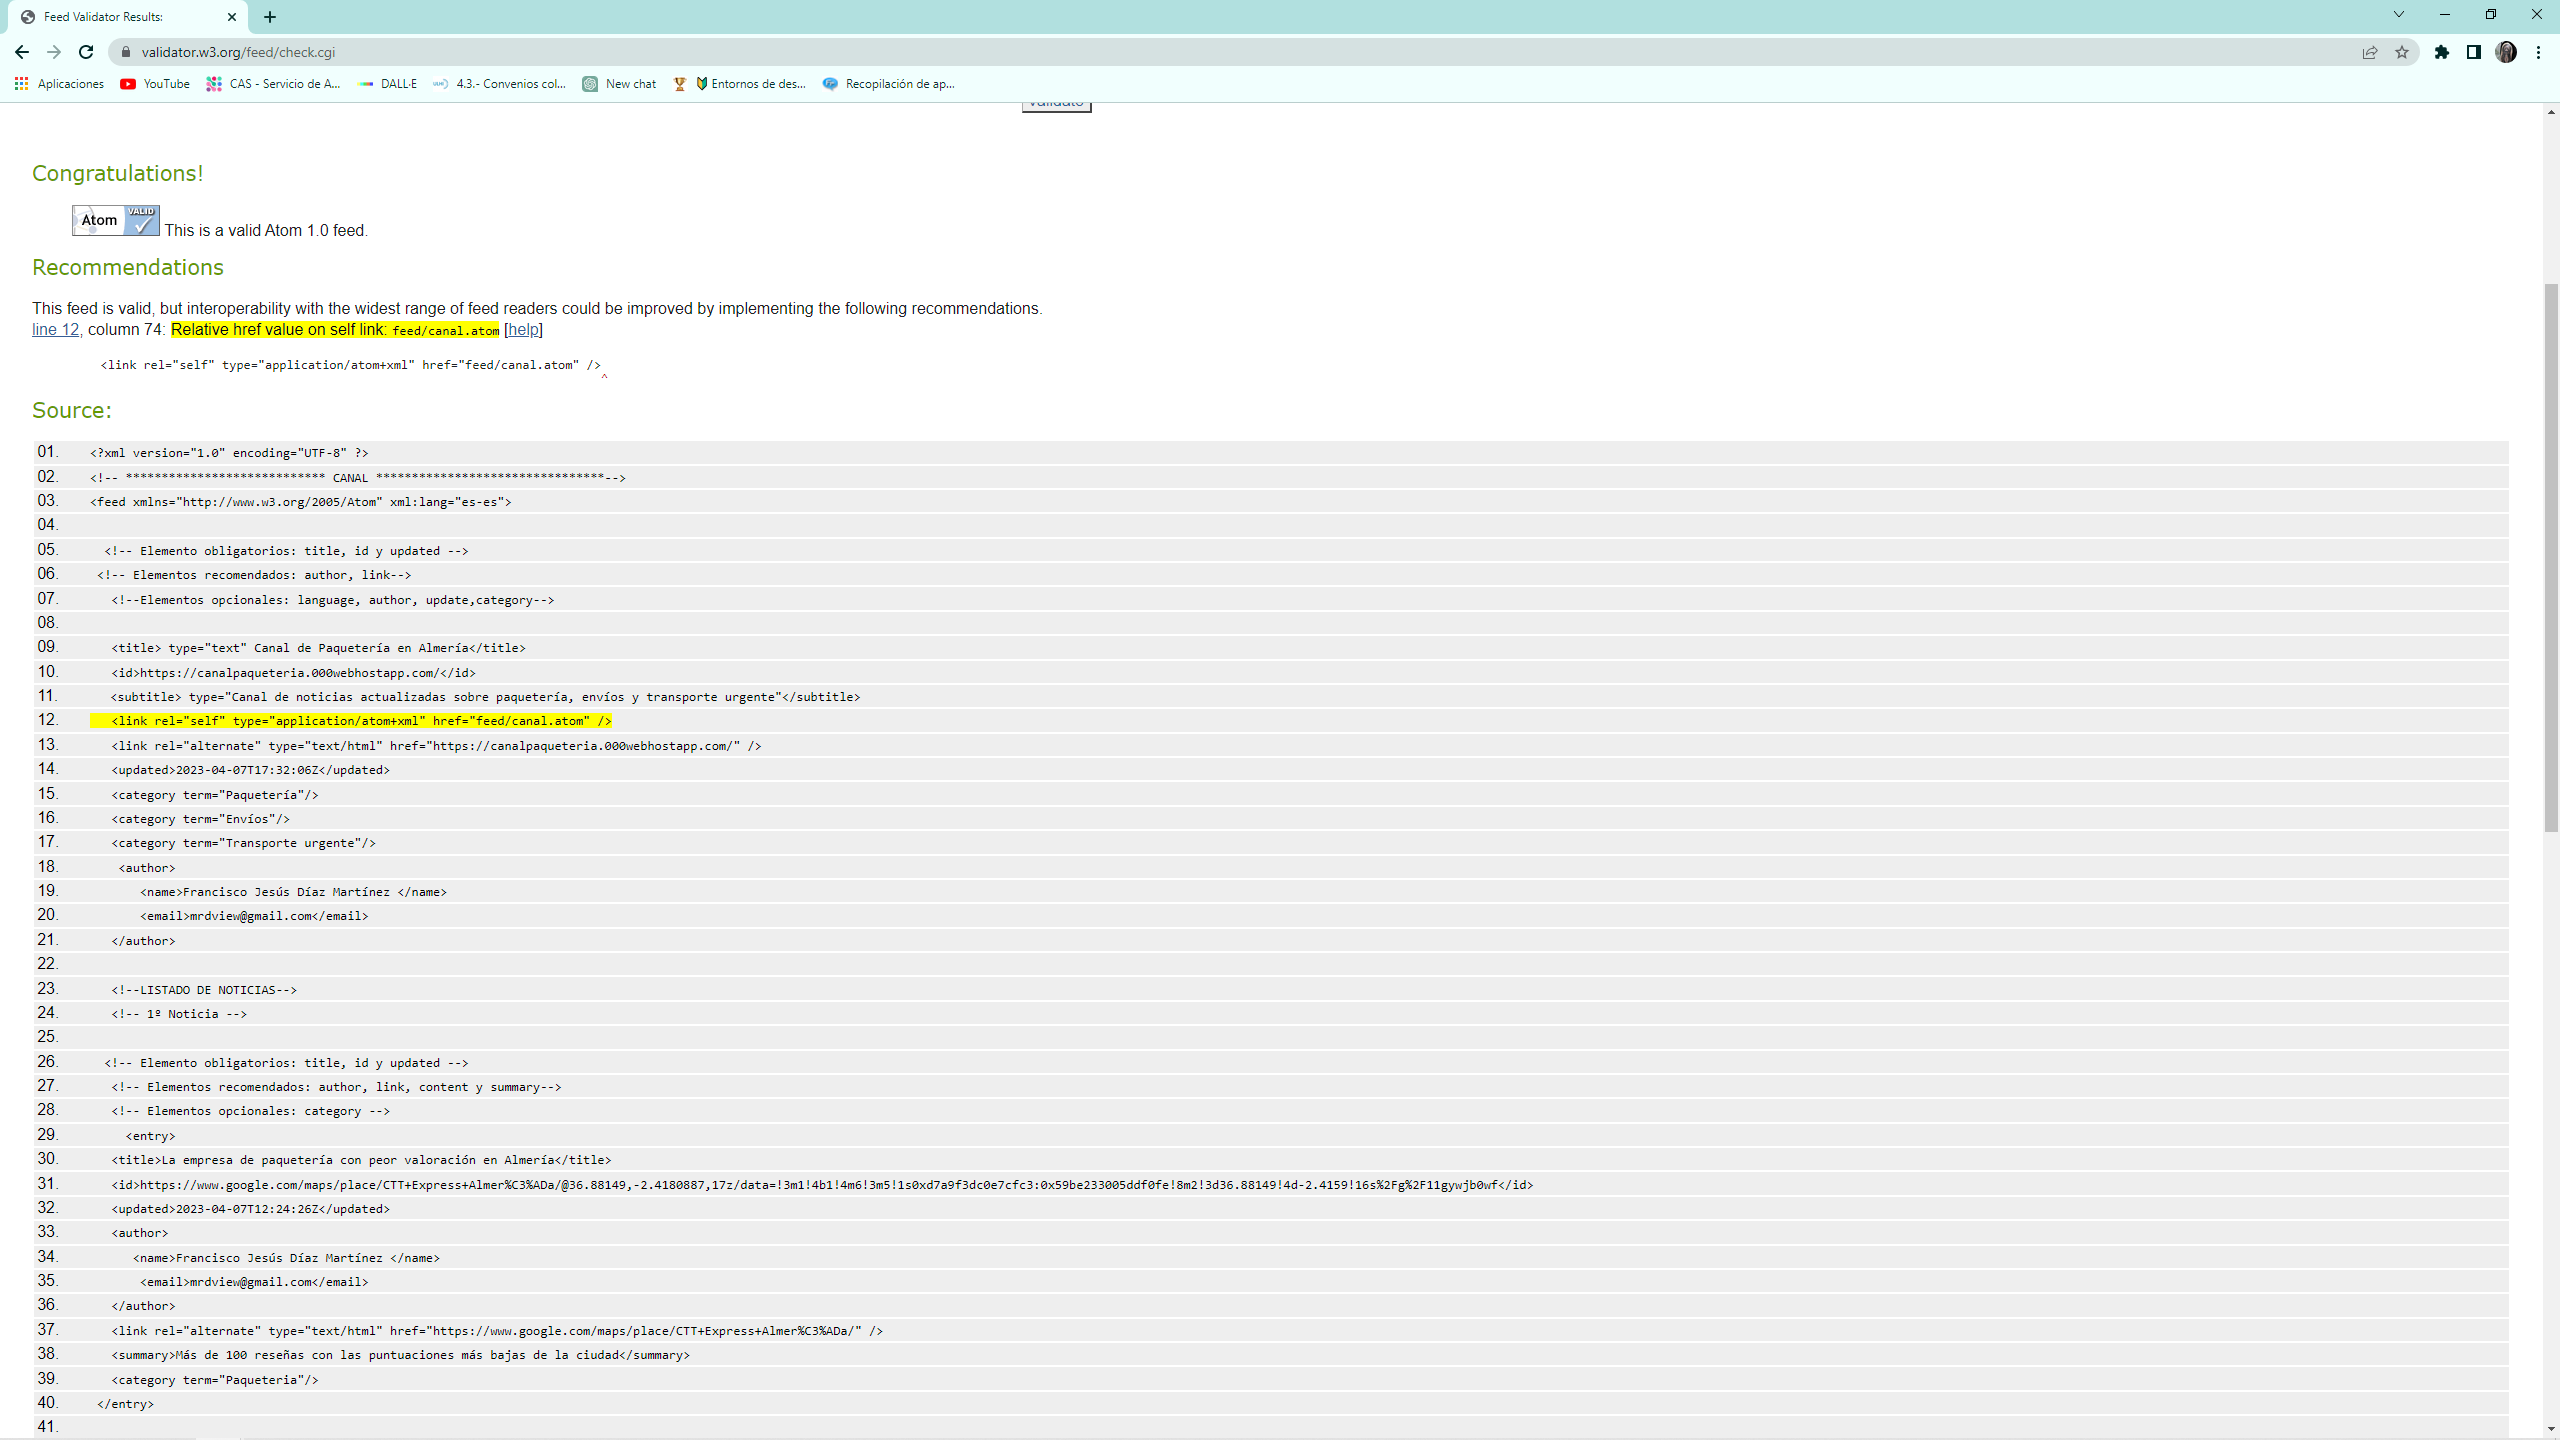 Feed Validator Results:
validator.w3.org/feed/check.cgi
Aplicaciones YouTube CAS - Servicio de A... DALL·E 4.3.- Convenios col... New chat Entornos de des... Recopilación de ap...
Validate
Congratulations!
Atom VALID This is a valid Atom 1.0 feed.
Recommendations
This feed is valid, but interoperability with the widest range of feed readers could be improved by implementing the following recommendations.
line 12, column 74: Relative href value on self link: feed/canal.atom [help]
<link rel="self" type="application/atom+xml" href="feed/canal.atom" />
^
Source:
01. <?xml version="1.0" encoding="UTF-8" ?>
02. <!-- **************************** CANAL ********************************-->
03. <feed xmlns="http://www.w3.org/2005/Atom" xml:lang="es-es">
04.
05. <!-- Elemento obligatorios: title, id y updated -->
06. <!-- Elementos recomendados: author, link-->
07. <!--Elementos opcionales: language, author, update,category-->
08.
09. <title> type="text" Canal de Paquetería en Almería</title>
10. <id>https://canalpaqueteria.000webhostapp.com/</id>
11. <subtitle> type="Canal de noticias actualizadas sobre paquetería, envíos y transporte urgente"</subtitle>
12. <link rel="self" type="application/atom+xml" href="feed/canal.atom" />
13. <link rel="alternate" type="text/html" href="https://canalpaqueteria.000webhostapp.com/" />
14. <updated>2023-04-07T17:32:06Z</updated>
15. <category term="Paquetería"/>
16. <category term="Envíos"/>
17. <category term="Transporte urgente"/>
18. <author>
19. <name>Francisco Jesús Díaz Martínez </name>
20. <email>mrdview@gmail.com</email>
21. </author>
22.
23. <!--LISTADO DE NOTICIAS-->
24. <!-- 1º Noticia -->
25.
26. <!-- Elemento obligatorios: title, id y updated -->
27. <!-- Elementos recomendados: author, link, content y summary-->
28. <!-- Elementos opcionales: category -->
29. <entry>
30. <title>La empresa de paquetería con peor valoración en Almería</title>
31. <id>https://www.google.com/maps/place/CTT+Express+Almer%C3%ADa/@36.88149,-2.4180887,17z/data=!3m1!4b1!4m6!3m5!1s0xd7a9f3dc0e7cfc3:0x59be233005ddf0fe!8m2!3d36.88149!4d-2.4159!16s%2Fg%2F11gywjb0wf</id>
32. <updated>2023-04-07T12:24:26Z</updated>
33. <author>
34. <name>Francisco Jesús Díaz Martínez </name>
35. <email>mrdview@gmail.com</email>
36. </author>
37. <link rel="alternate" type="text/html" href="https://www.google.com/maps/place/CTT+Express+Almer%C3%ADa/" />
38. <summary>Más de 100 reseñas con las puntuaciones más bajas de la ciudad</summary>
39. <category term="Paqueteria"/>
40. </entry>
41.